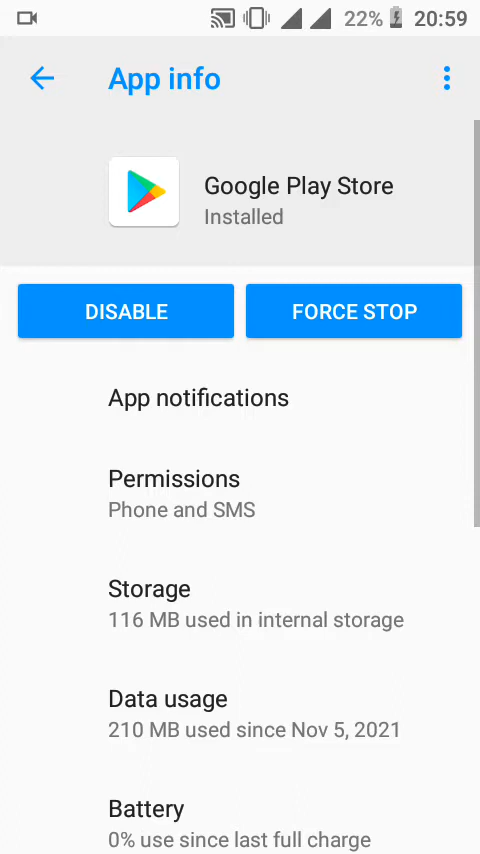 22% 20:59
App info
Google Play Store
Installed
DISABLE FORCE STOP
App notifications
Permissions
Phone and SMS
Storage
116 MB used in internal storage
Data usage
210 MB used since Nov 5, 2021
Battery
0% use since last full charge